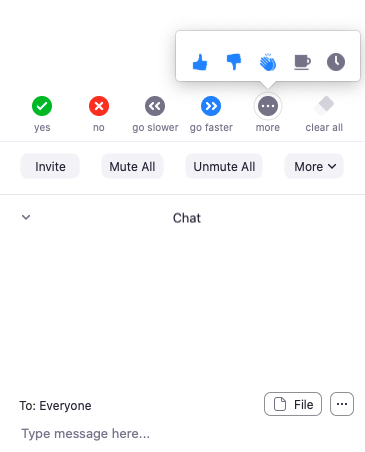 yes no go slower go faster more clear all
Invite Mute All Unmute All More
Chat
To: Everyone File
Type message here...